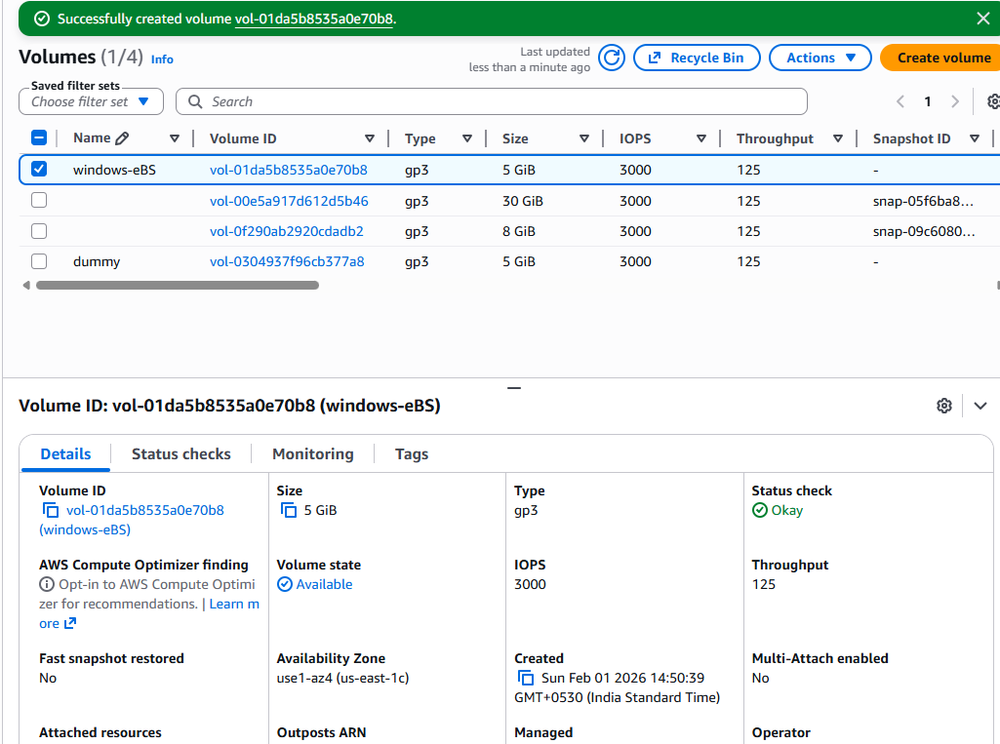 Successfully created volume vol-01da5b8535a0e70b8.
Volumes (1/4) Info
Last updated
less than a minute ago
Recycle Bin
Actions
Create volume
Saved filter sets
Choose filter set
Search
1
Name Volume ID Type Size IOPS Throughput Snapshot ID
windows-eBS vol-01da5b8535a0e70b8 gp3 5 GiB 3000 125 -
vol-00e5a917d612d5b46 gp3 30 GiB 3000 125 snap-05f6ba8...
vol-0f290ab2920cdadb2 gp3 8 GiB 3000 125 snap-09c6080...
dummy vol-0304937f96cb377a8 gp3 5 GiB 3000 125 -
Volume ID: vol-01da5b8535a0e70b8 (windows-eBS)
Details Status checks Monitoring Tags
Volume ID
vol-01da5b8535a0e70b8
(windows-eBS)
Size
5 GiB
Type
gp3
Status check
Okay
AWS Compute Optimizer finding
Opt-in to AWS Compute Optimi
zer for recommendations. | Learn m
ore
Volume state
Available
IOPS
3000
Throughput
125
Fast snapshot restored
No
Availability Zone
use1-az4 (us-east-1c)
Created
Sun Feb 01 2026 14:50:39
GMT+0530 (India Standard Time)
Multi-Attach enabled
No
Attached resources
Outposts ARN
Managed
Operator